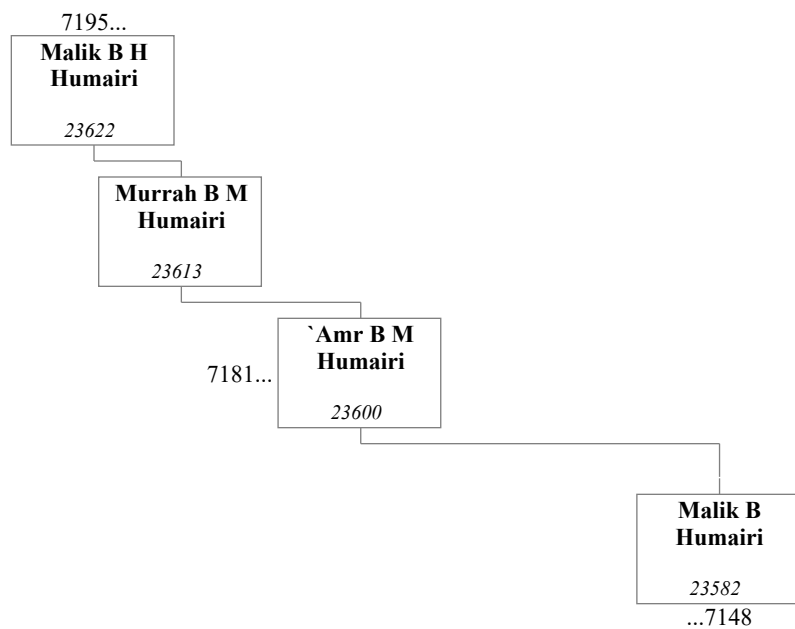 7195...
Malik B H
Humairi
23622
Murrah B M
Humairi
23613
`Amr B M
Humairi
7181...
23600
Malik B
Humairi
23582
...7148